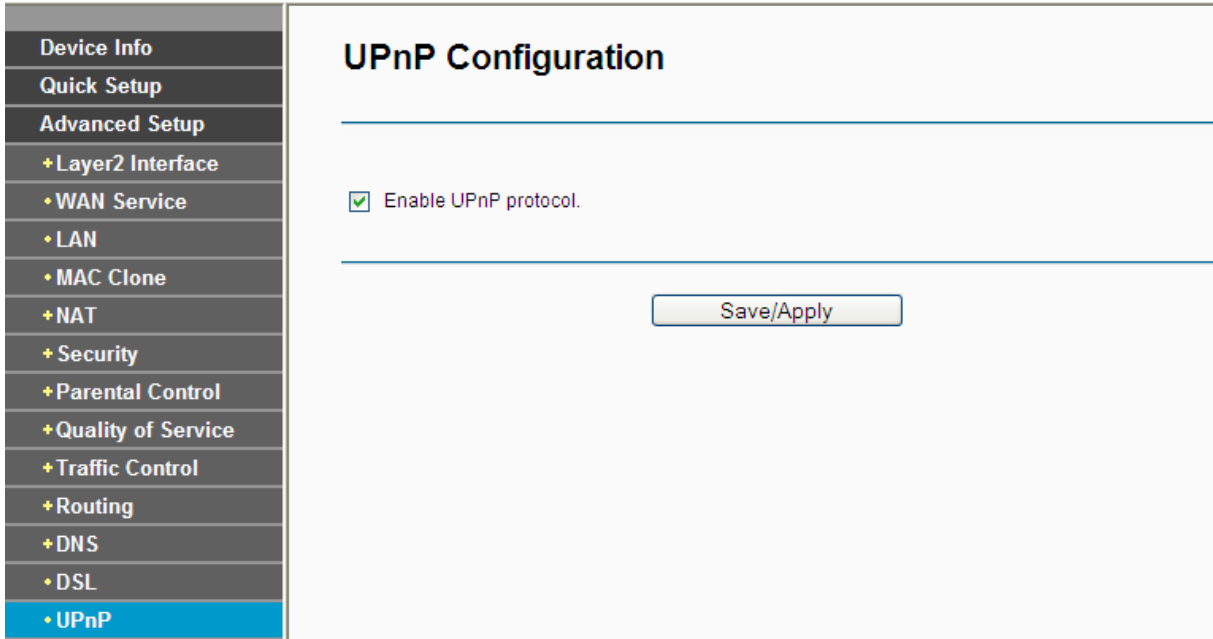 Device Info
Quick Setup
Advanced Setup
+Layer2 Interface
•WAN Service
•LAN
•MAC Clone
+NAT
+Security
+Parental Control
+Quality of Service
+Traffic Control
+Routing
+DNS
•DSL
•UPnP
UPnP Configuration
Enable UPnP protocol.
Save/Apply